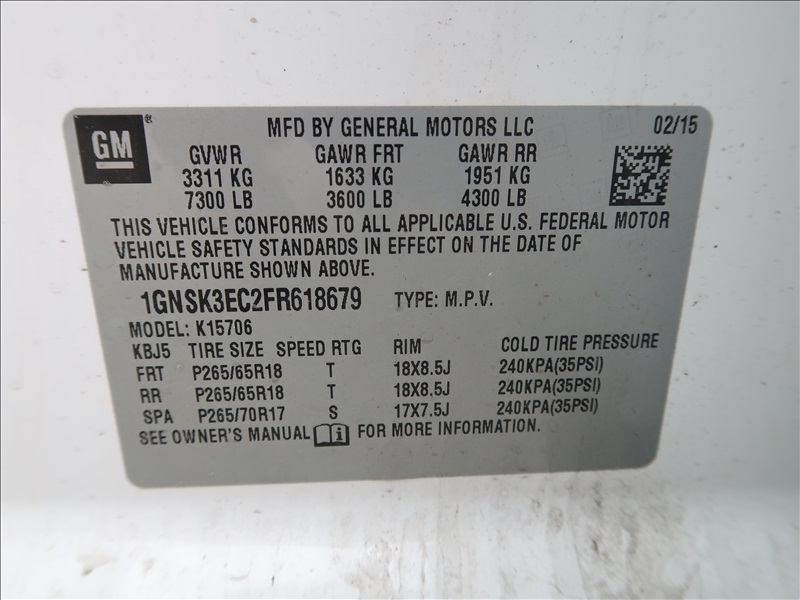 GM ®
MFD BY GENERAL MOTORS LLC 02/15
GVWR GAWR FRT GAWR RR
3311 KG 1633 KG 1951 KG
7300 LB 3600 LB 4300 LB
THIS VEHICLE CONFORMS TO ALL APPLICABLE U.S. FEDERAL MOTOR
VEHICLE SAFETY STANDARDS IN EFFECT ON THE DATE OF
MANUFACTURE SHOWN ABOVE.
1GNSK3EC2FR618679 TYPE: M.P.V.
MODEL: K15706
KBJ5 TIRE SIZE SPEED RTG RIM COLD TIRE PRESSURE
FRT P265/65R18 T 18X8.5J 240KPA(35PSI)
RR P265/65R18 T 18X8.5J 240KPA(35PSI)
SPA P265/70R17 S 17X7.5J 240KPA(35PSI)
SEE OWNER'S MANUAL i FOR MORE INFORMATION.